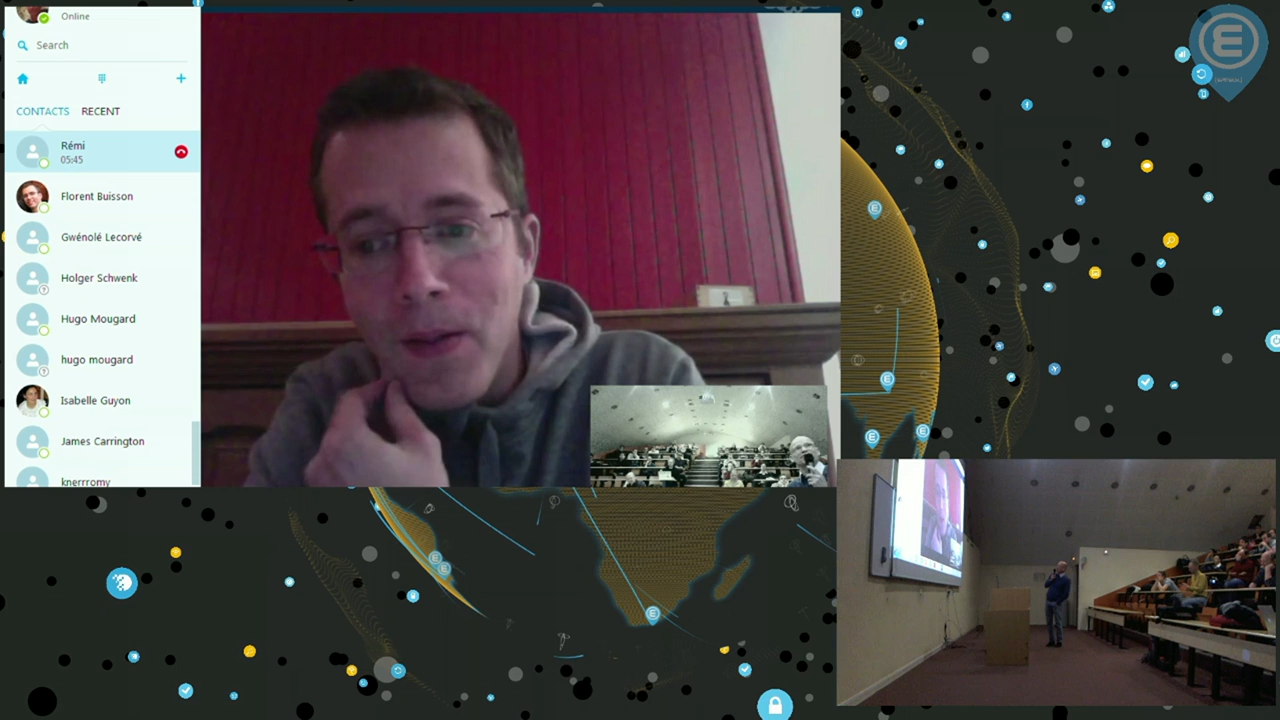 Online
Search
CONTACTS RECENT
Rémi
05:45
Florent Buisson
Gwénolé Lecorvé
Holger Schwenk
Hugo Mougard
hugo mougard
Isabelle Guyon
James Carrington
knerrromy